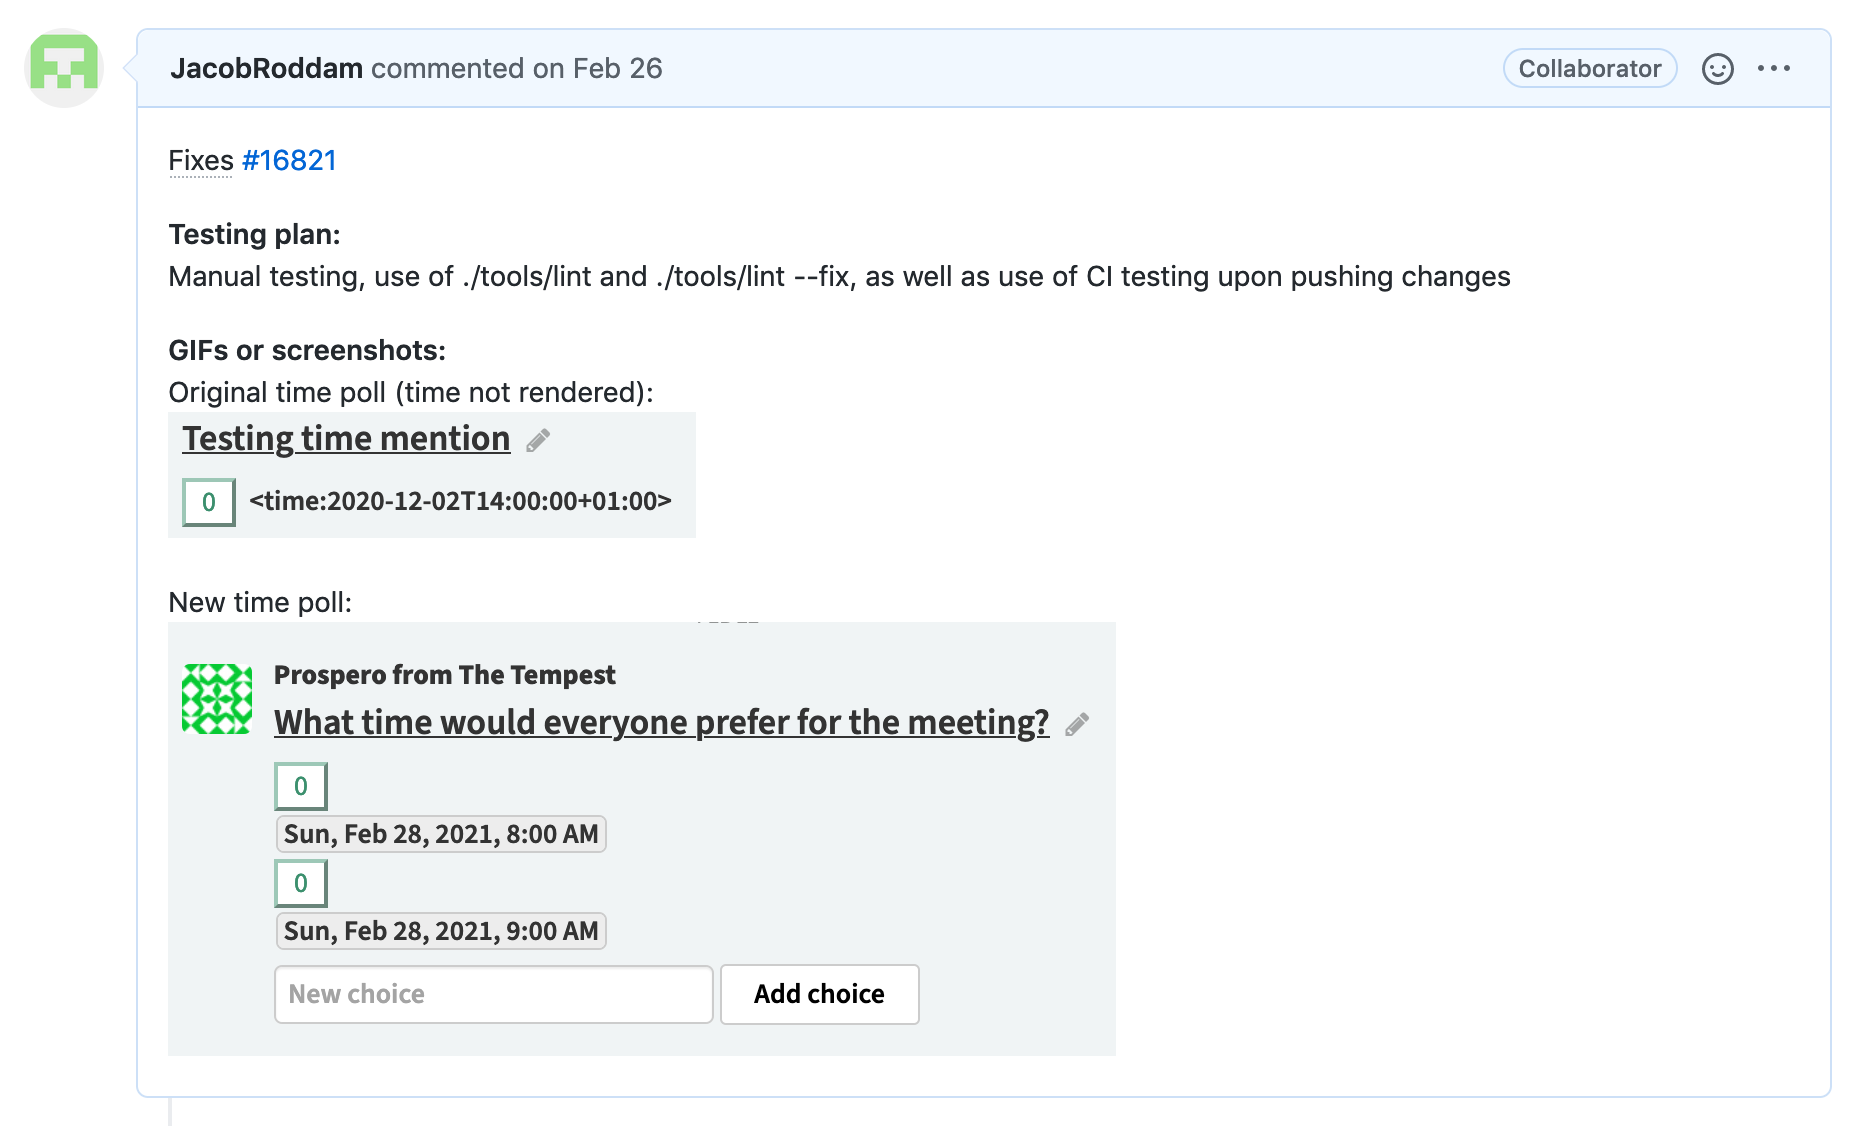 JacobRoddam commented on Feb 26
Collaborator
Fixes #16821
Testing plan:
Manual testing, use of ./tools/lint and ./tools/lint --fix, as well as use of CI testing upon pushing changes
GIFs or screenshots:
Original time poll (time not rendered):
Testing time mention
0 <time:2020-12-02T14:00:00+01:00>
New time poll:
Prospero from The Tempest
What time would everyone prefer for the meeting?
0
Sun, Feb 28, 2021, 8:00 AM
0
Sun, Feb 28, 2021, 9:00 AM
New choice
Add choice